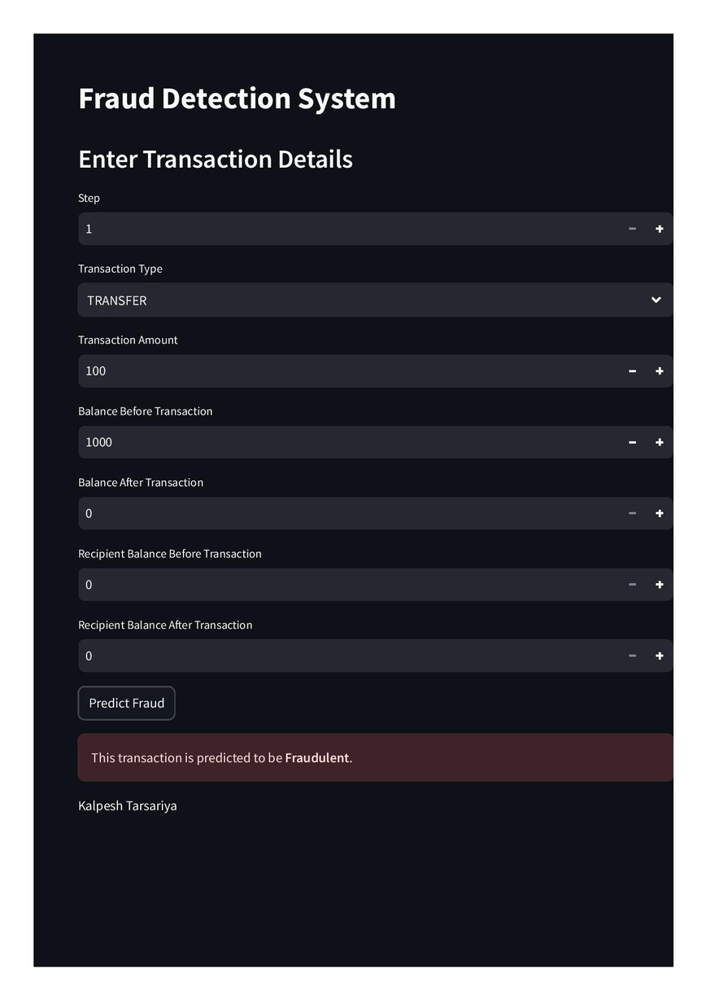 Fraud Detection System
Enter Transaction Details
Step
1
Transaction Type
TRANSFER
Transaction Amount
100
Balance Before Transaction
1000
Balance After Transaction
0
Recipient Balance Before Transaction
0
Recipient Balance After Transaction
0
Predict Fraud
This transaction is predicted to be Fraudulent.
Kalpesh Tarsariya